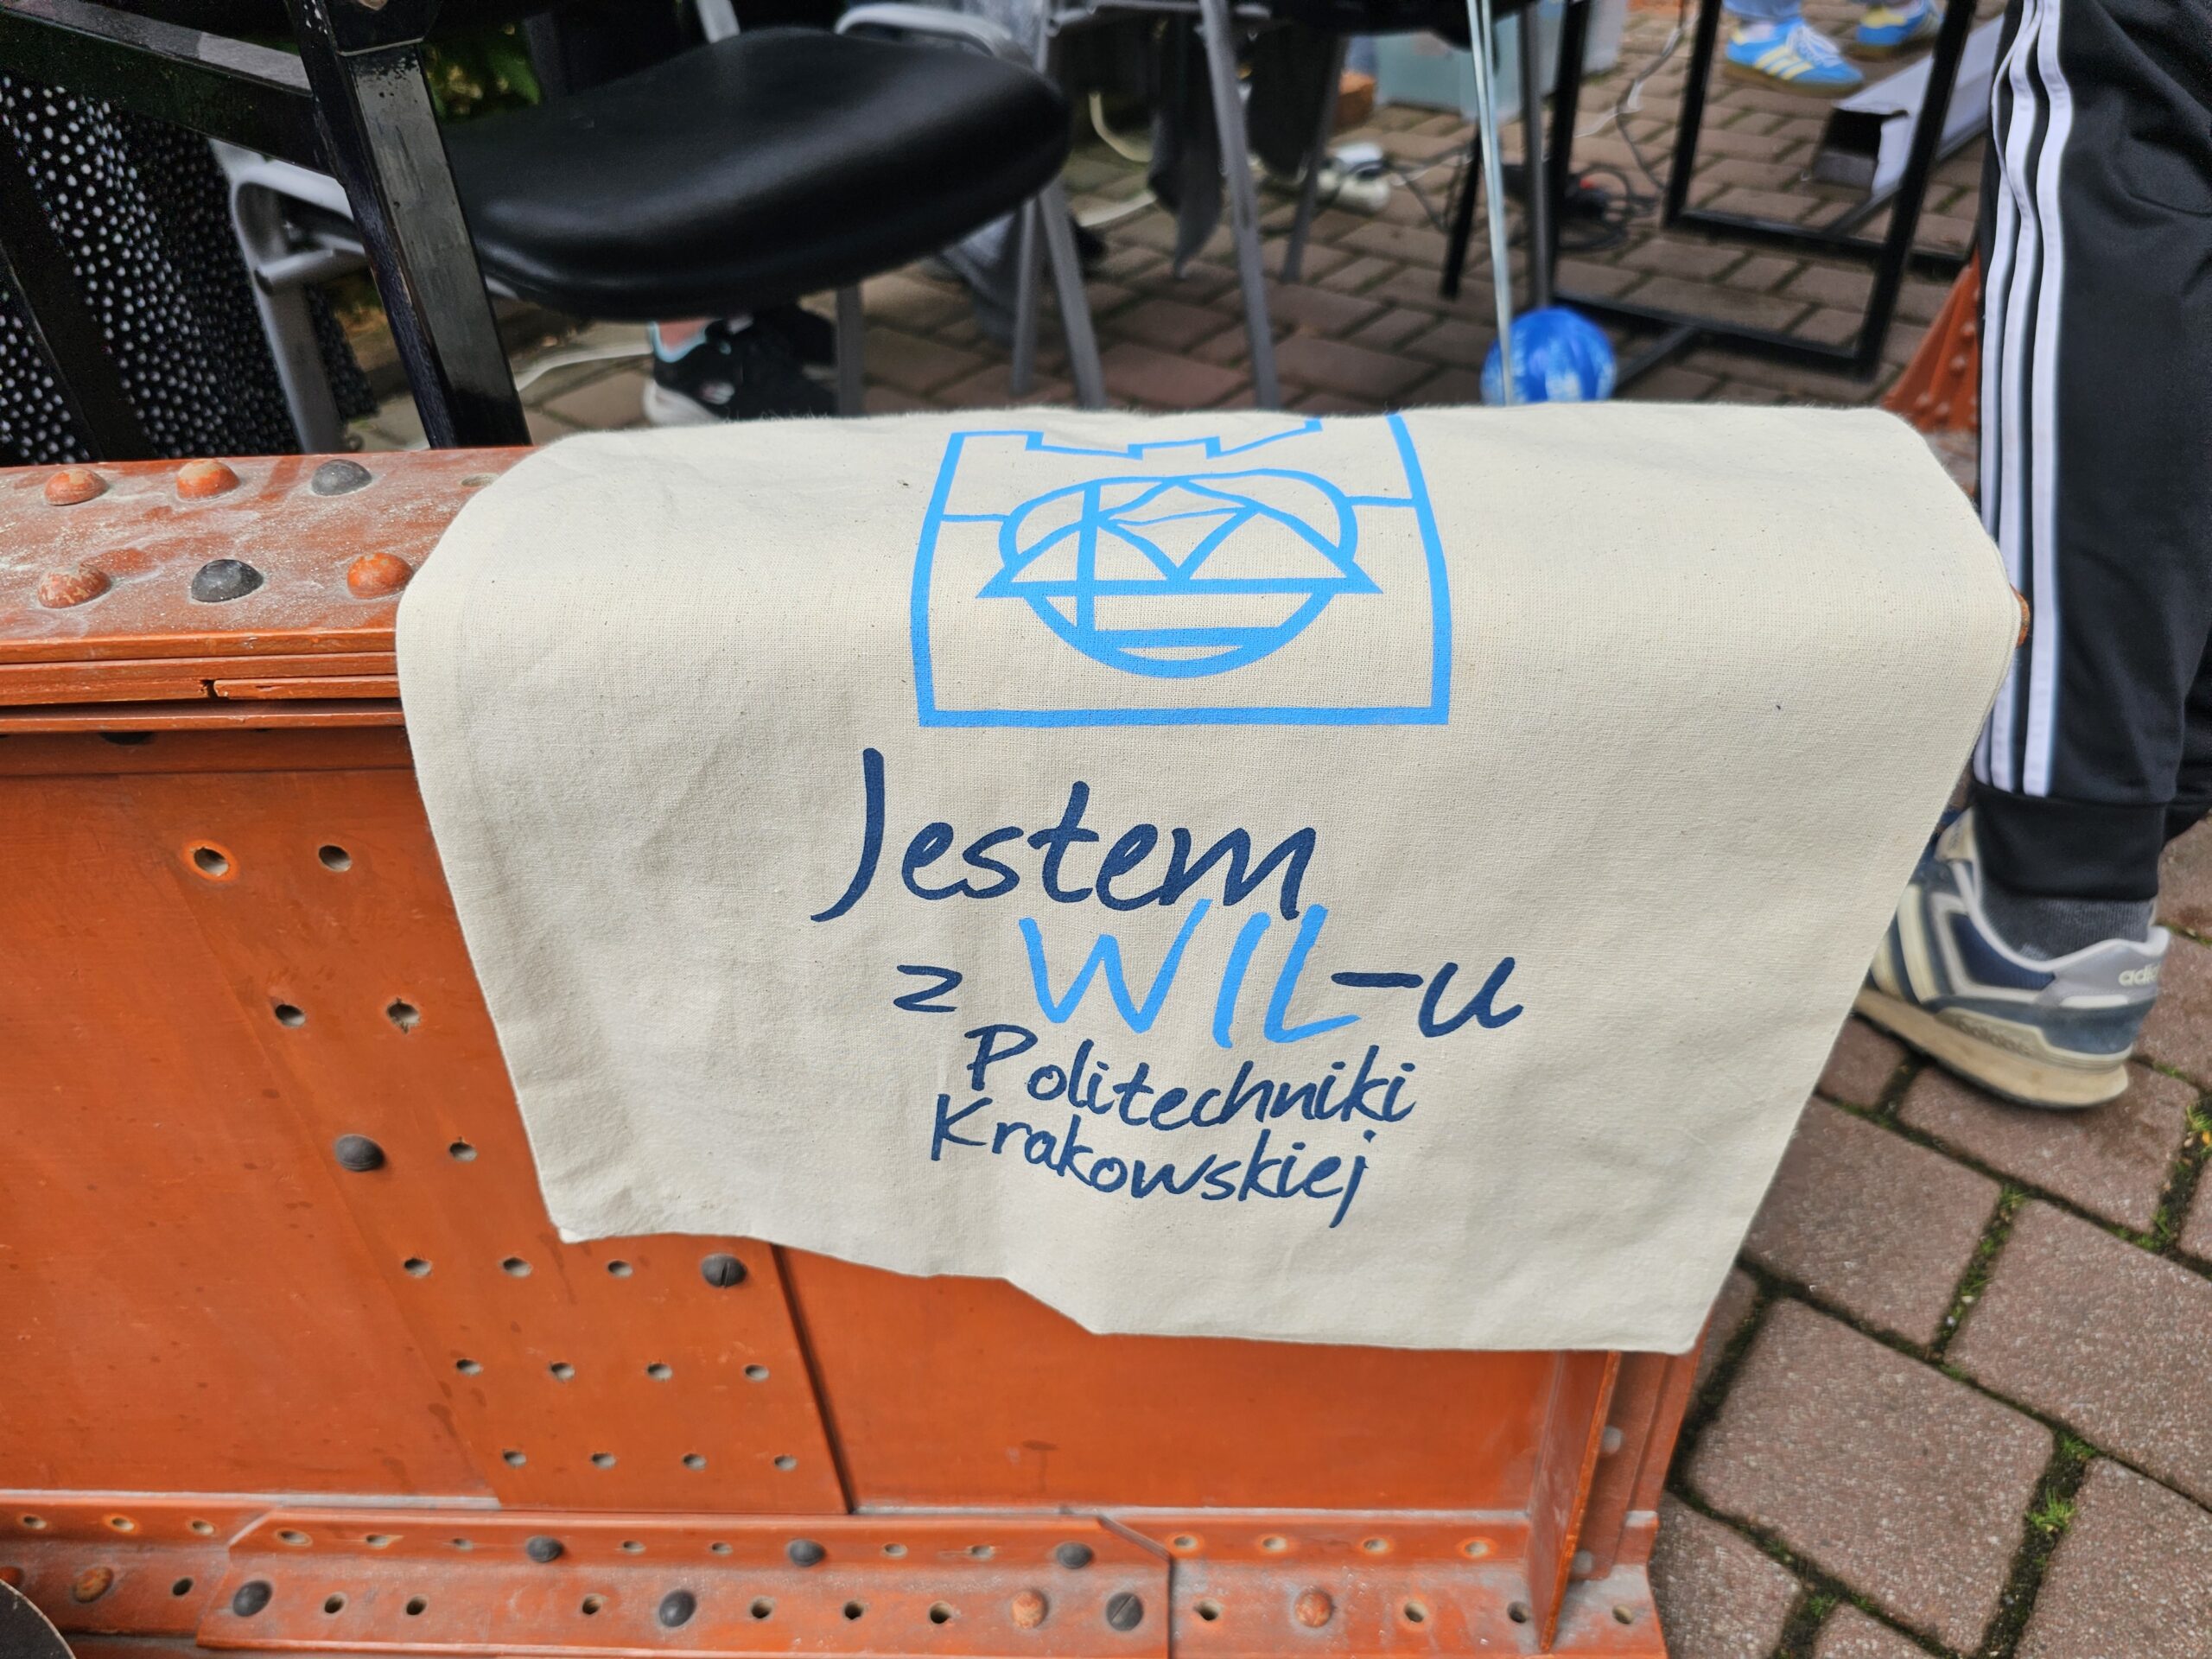 Jestem
z WIL-u
Politechniki
Krakowskiej